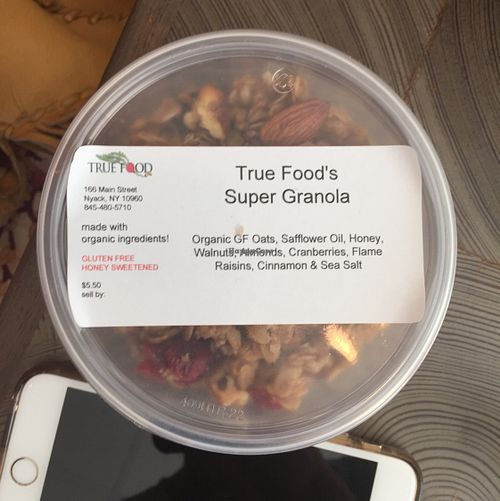 TRUE FOOD
166 Main Street
Nyack, NY 10960
845-480-5710
made with
organic ingredients!
GLUTEN FREE
HONEY SWEETENED
$5.50
sell by:
True Food's
Super Granola
Organic GF Oats, Safflower Oil, Honey,
Walnuts, Almonds, Cranberries, Flame
Raisins, Cinnamon & Sea Salt